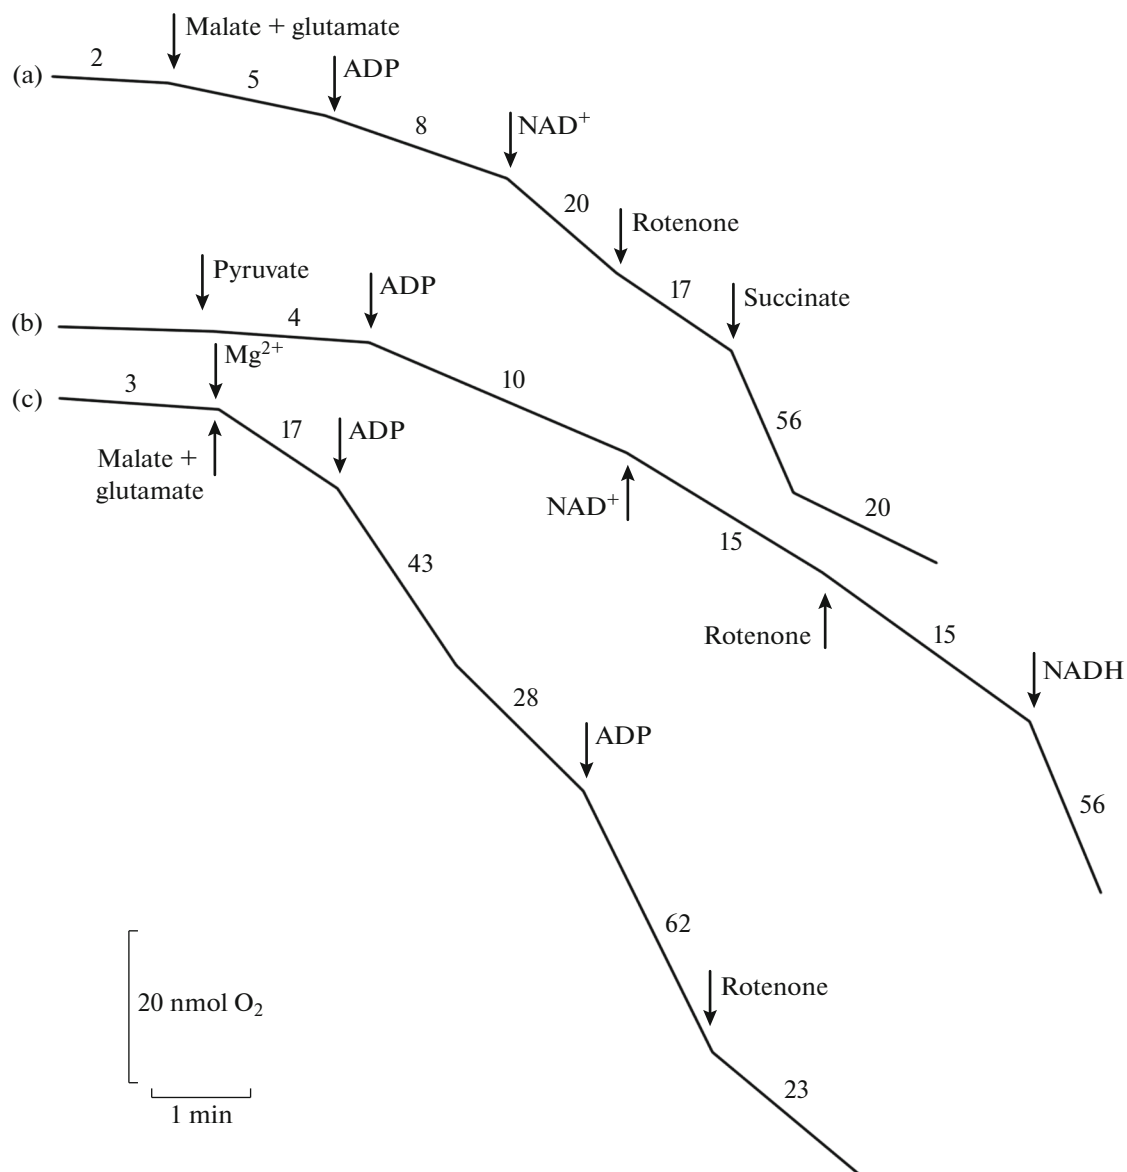 Malate + glutamate
(a)
2
5
ADP
8
NAD⁺
20
Rotenone
17
Succinate
56
20
Pyruvate
(b)
4
ADP
10
NAD⁺
15
Rotenone
15
NADH
56
Mg²⁺
(c)
3
Malate +
glutamate
17
ADP
43
28
ADP
62
Rotenone
23
20 nmol O₂
1 min